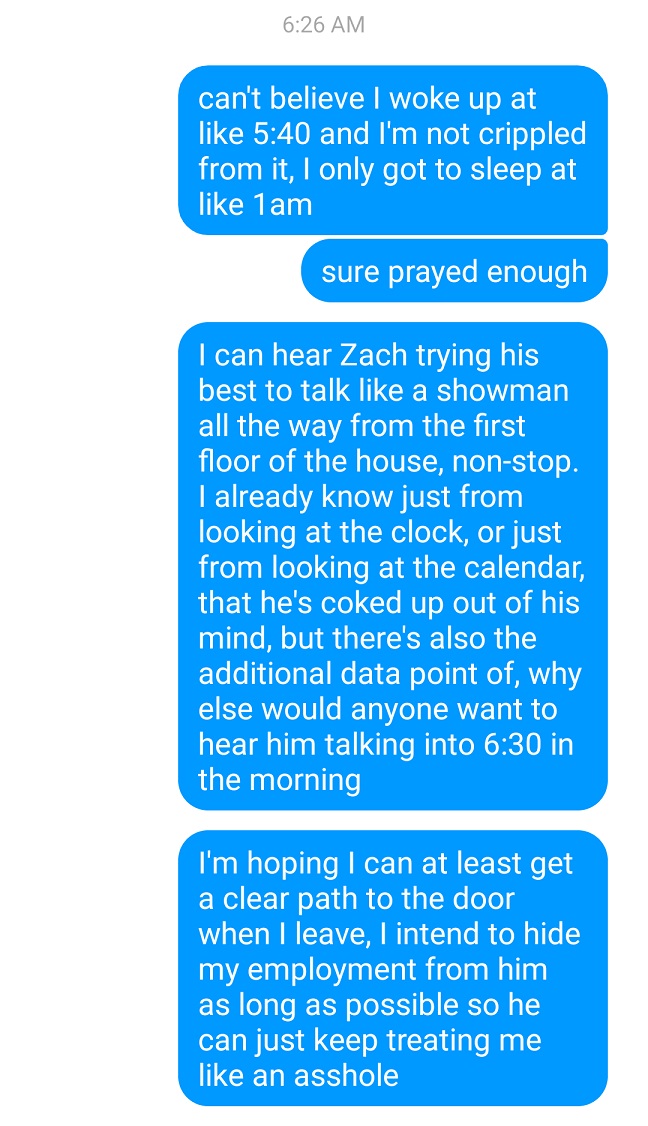 6:26 AM
can't believe I woke up at
like 5:40 and I'm not crippled
from it, I only got to sleep at
like 1am
sure prayed enough
I can hear Zach trying his
best to talk like a showman
all the way from the first
floor of the house, non-stop.
I already know just from
looking at the clock, or just
from looking at the calendar,
that he's coked up out of his
mind, but there's also the
additional data point of, why
else would anyone want to
hear him talking into 6:30 in
the morning
I'm hoping I can at least get
a clear path to the door
when I leave, I intend to hide
my employment from him
as long as possible so he
can just keep treating me
like an asshole